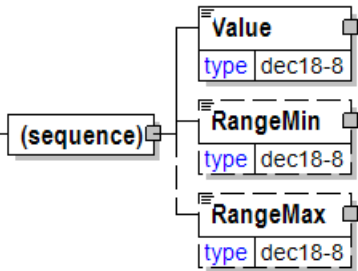 Value
type dec18-8
(sequence)
RangeMin
type dec18-8
RangeMax
type dec18-8